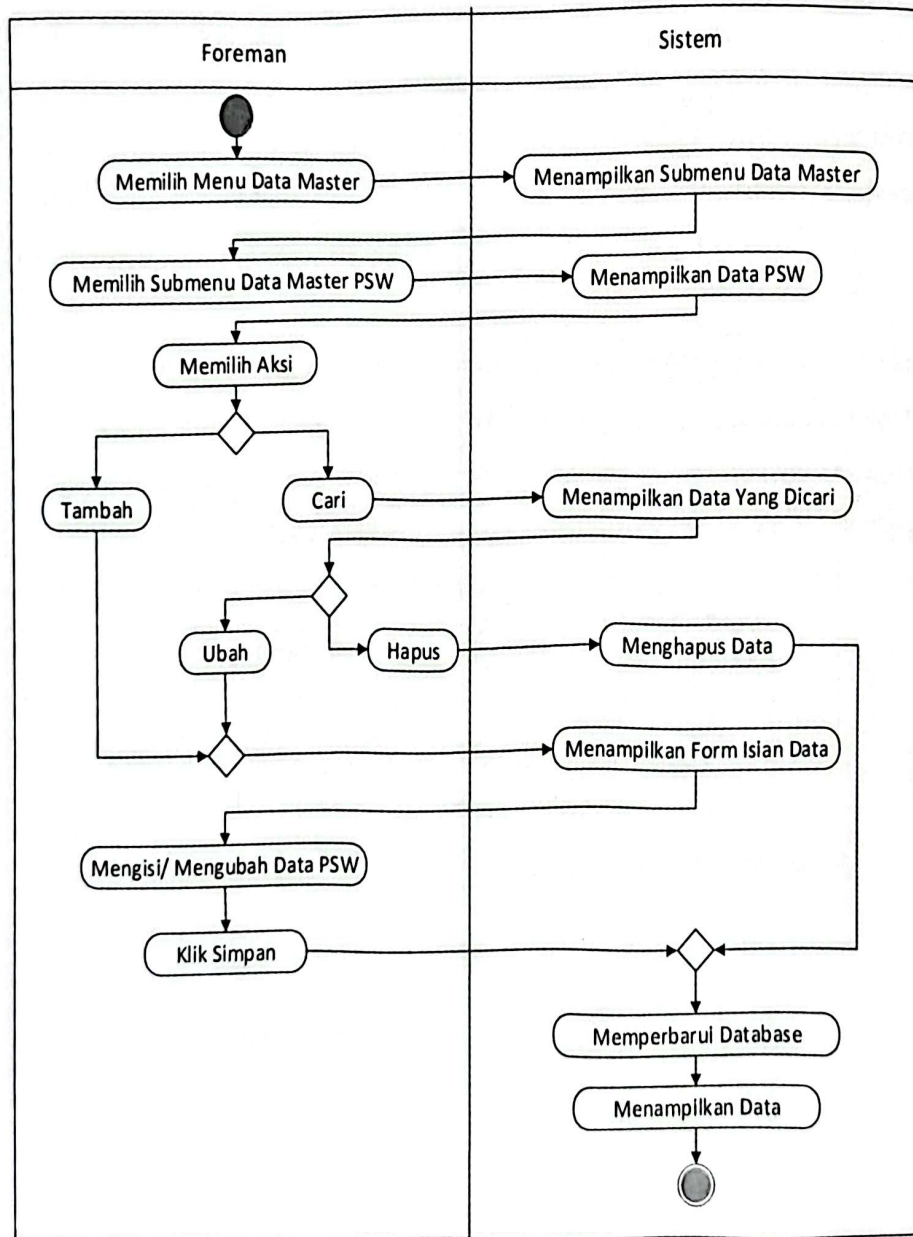 Foreman
Sistem
Memilih Menu Data Master
Menampilkan Submenu Data Master
Memilih Submenu Data Master PSW
Menampilkan Data PSW
Memilih Aksi
Tambah
Cari
Menampilkan Data Yang Dicari
Ubah
Hapus
Menghapus Data
Menampilkan Form Isian Data
Mengisi/ Mengubah Data PSW
Klik Simpan
Memperbarui Database
Menampilkan Data